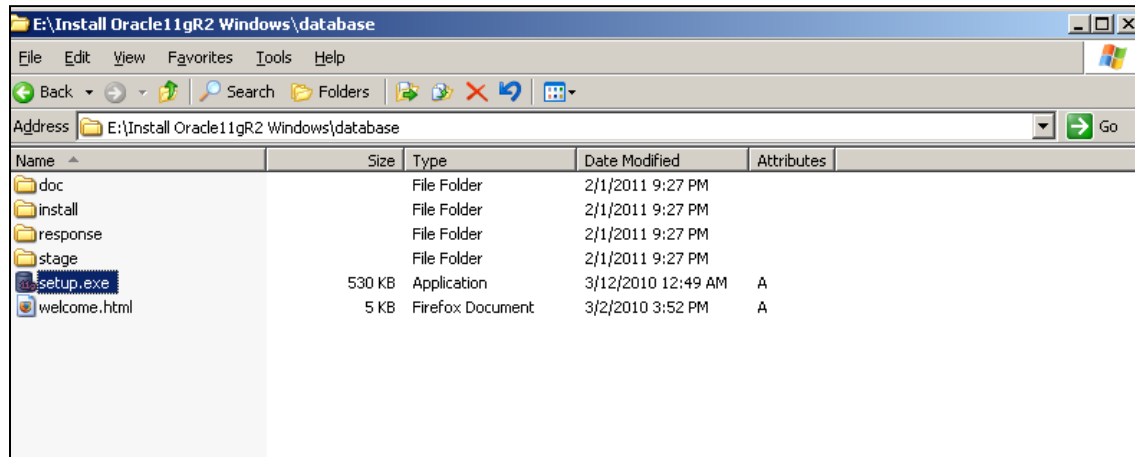 E:\Install Oracle11gR2 Windows\database
File Edit View Favorites Tools Help
Back Search Folders
Address E:\Install Oracle11gR2 Windows\database Go
Name Size Type Date Modified Attributes
doc File Folder 2/1/2011 9:27 PM
install File Folder 2/1/2011 9:27 PM
response File Folder 2/1/2011 9:27 PM
stage File Folder 2/1/2011 9:27 PM
setup.exe 530 KB Application 3/12/2010 12:49 AM A
welcome.html 5 KB Firefox Document 3/2/2010 3:52 PM A